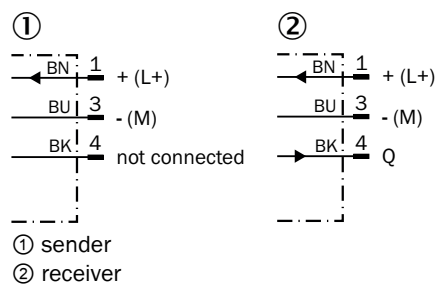 ① ②
BN 1 + (L+) BN 1 + (L+)
BU 3 - (M) BU 3 - (M)
BK 4 not connected BK 4 Q
① sender
② receiver